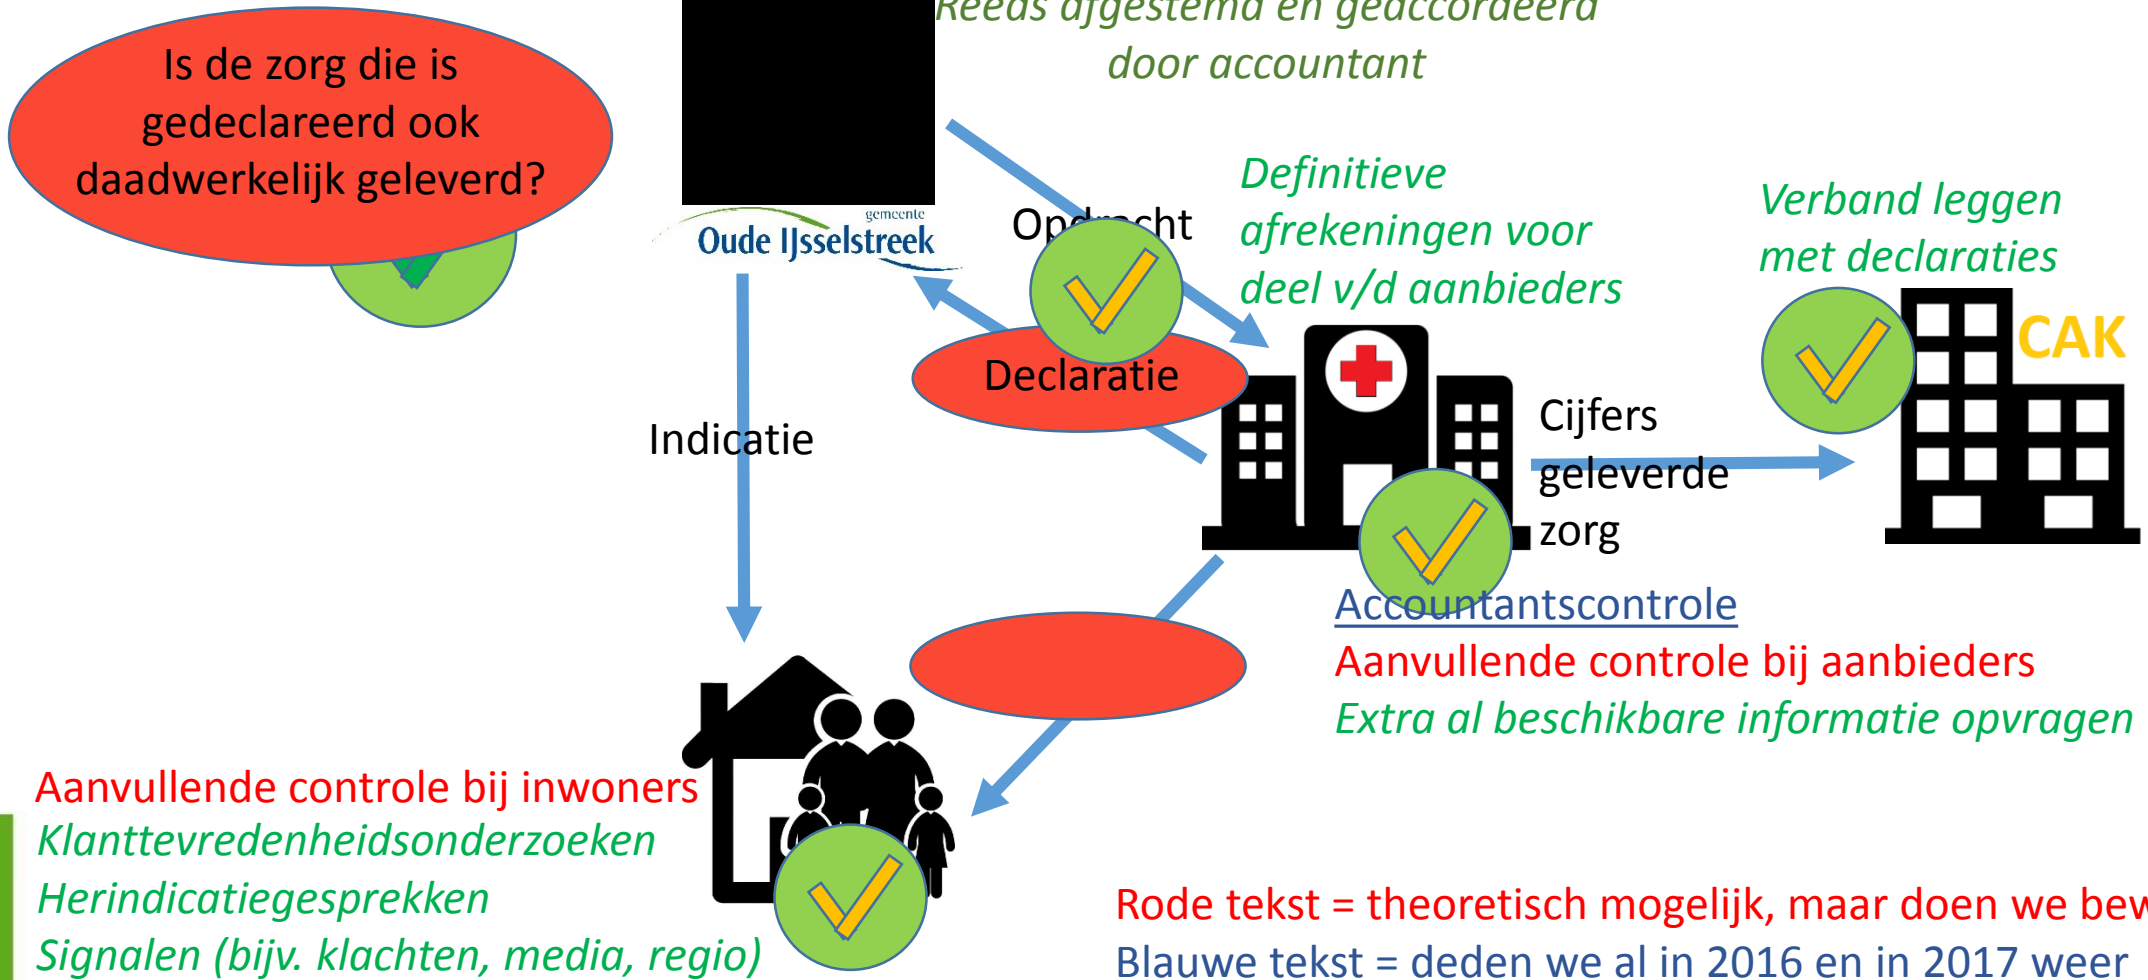 Reeds afgestemd en geaccordeerd
door accountant
Is de zorg die is
gedeclareerd ook
daadwerkelijk geleverd?
gemeente
Oude IJsselstreek
Opdracht
Definitieve
afrekeningen voor
deel v/d aanbieders
Verband leggen
met declaraties
CAK
Declaratie
Indicatie
Cijfers
geleverde
zorg
Accountantscontrole
Aanvullende controle bij aanbieders
Extra al beschikbare informatie opvragen
Aanvullende controle bij inwoners
Klanttevredenheidsonderzoeken
Herindicatiegesprekken
Signalen (bijv. klachten, media, regio)
Rode tekst = theoretisch mogelijk, maar doen we
Blauwe tekst = deden we al in 2016 en in 2017 weer